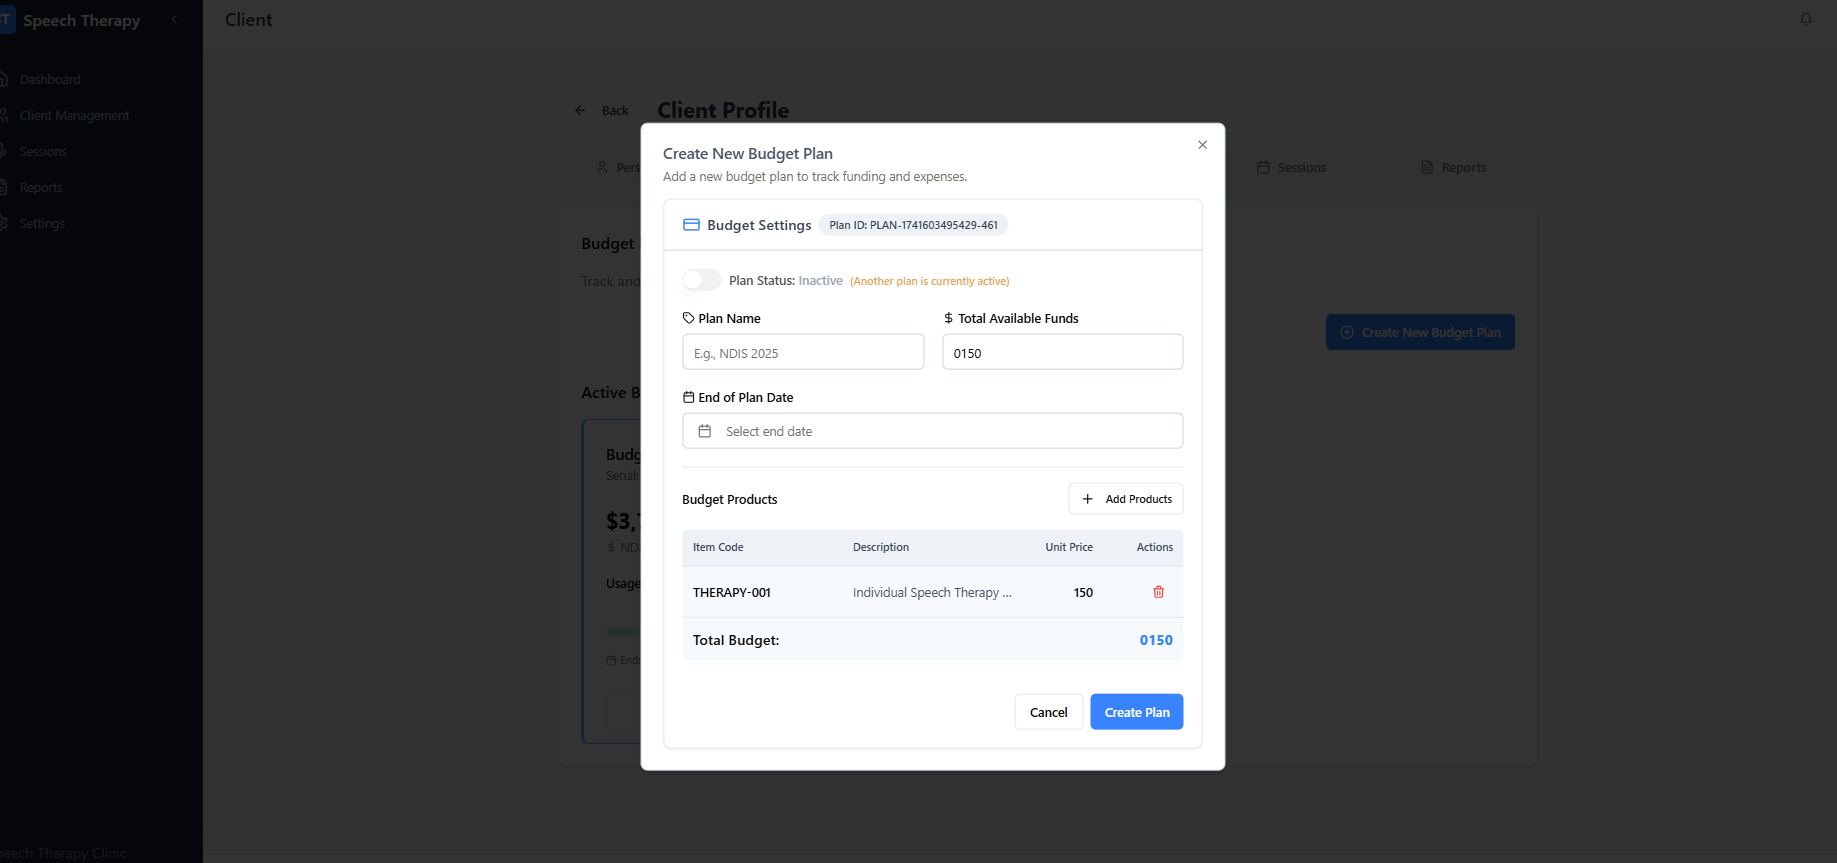 ST Speech Therapy
Client
Dashboard
Client Management
Sessions
Reports
Settings
Back
Client Profile
Sessions
Reports
Budget
Track and
Create New Budget Plan
Active B
Serial:
$3,
$ ND
Usage
End:
Create New Budget Plan
Add a new budget plan to track funding and expenses.
Budget Settings Plan ID: PLAN-1741603495429-461
Plan Status: Inactive (Another plan is currently active)
Plan Name
E.g., NDIS 2025
$ Total Available Funds
0150
End of Plan Date
Select end date
Budget Products
+ Add Products
Item Code Description Unit Price Actions
THERAPY-001 Individual Speech Therapy ... 150
Total Budget: 0150
Cancel
Create Plan
Speech Therapy Clinic